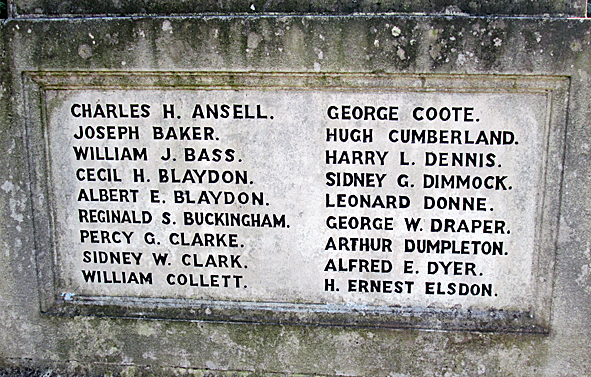 CHARLES H. ANSELL.
JOSEPH BAKER.
WILLIAM J. BASS.
CECIL H. BLAYDON.
ALBERT E. BLAYDON.
REGINALD S. BUCKINGHAM.
PERCY G. CLARKE.
SIDNEY W. CLARK.
WILLIAM COLLETT.
GEORGE COOTE.
HUGH CUMBERLAND.
HARRY L. DENNIS.
SIDNEY G. DIMMOCK.
LEONARD DONNE.
GEORGE W. DRAPER.
ARTHUR DUMPLETON.
ALFRED E. DYER.
H. ERNEST ELSDON.